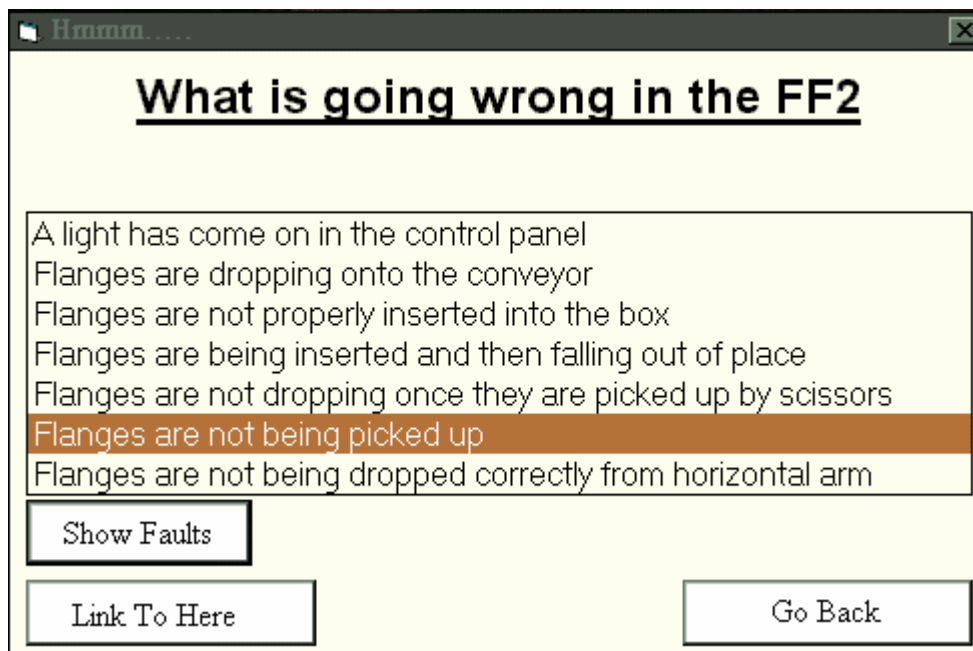 Hmmm.....
What is going wrong in the FF2
A light has come on in the control panel
Flanges are dropping onto the conveyor
Flanges are not properly inserted into the box
Flanges are being inserted and then falling out of place
Flanges are not dropping once they are picked up by scissors
Flanges are not being picked up
Flanges are not being dropped correctly from horizontal arm
Show Faults
Link To Here
Go Back